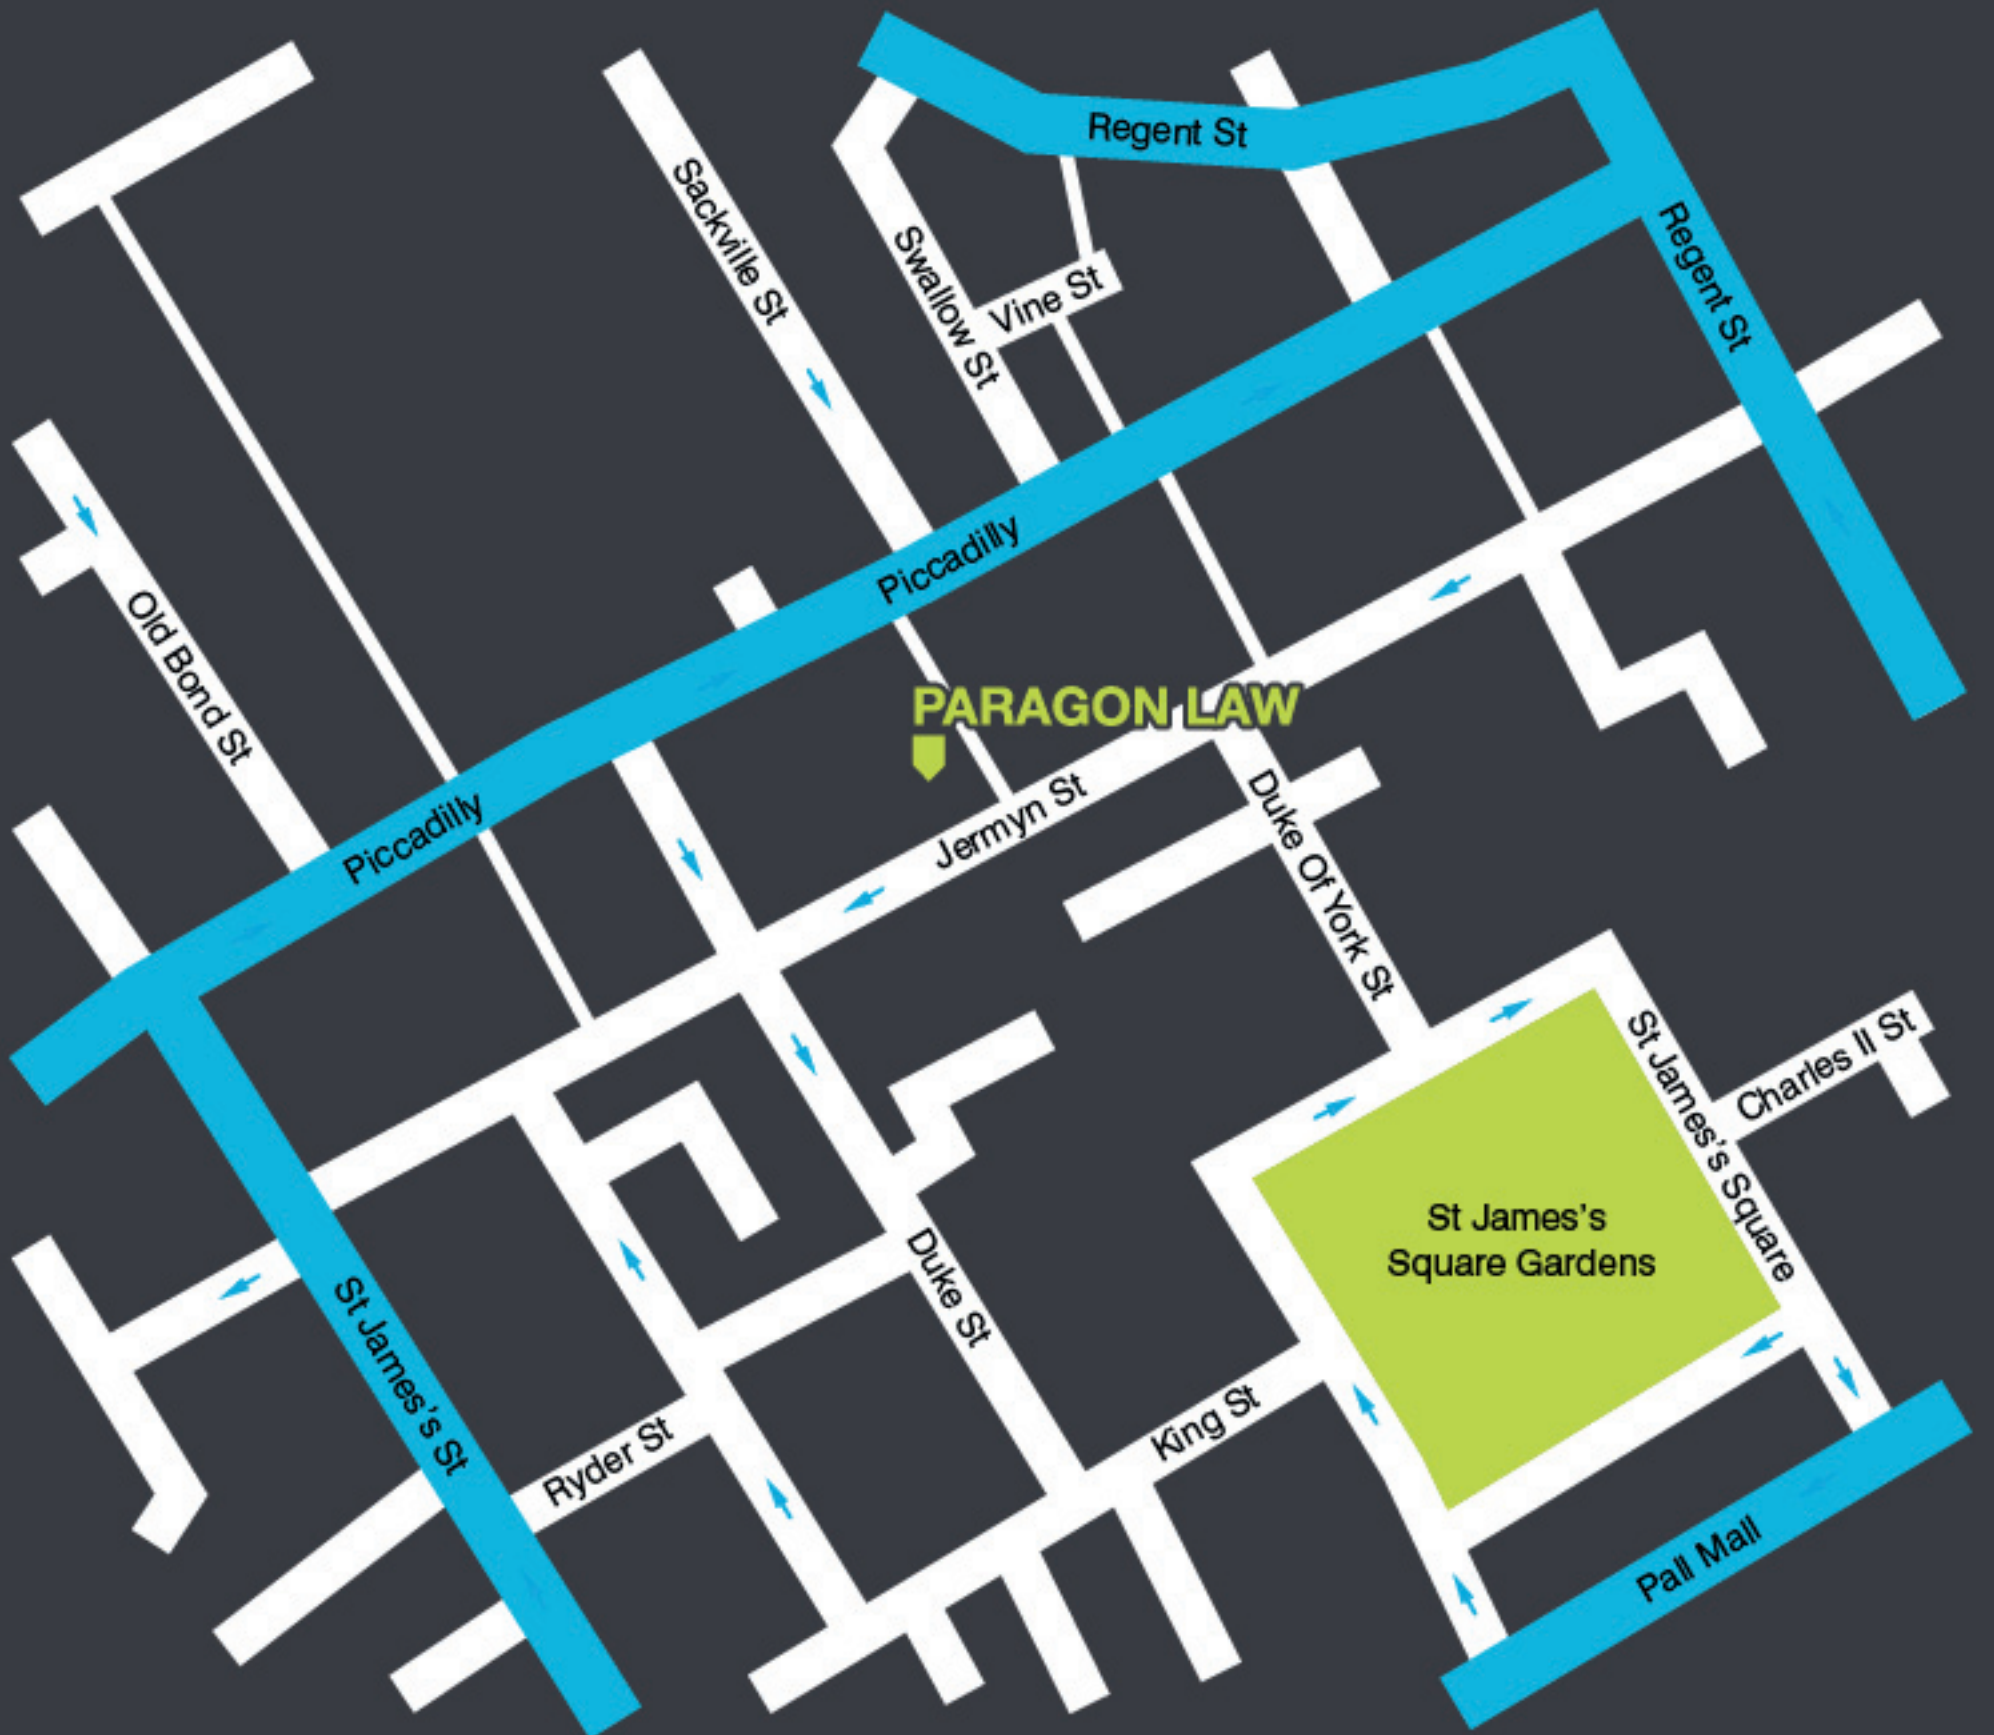 Regent St
Sackville St
Swallow St
Vine St
Regent St
Piccadilly
Old Bond St
PARAGON LAW
Piccadilly
Jermyn St
Duke Of York St
St James's Square
Charles II St
St James's
Square Gardens
Duke St
St James's St
King St
Ryder St
Pall Mall